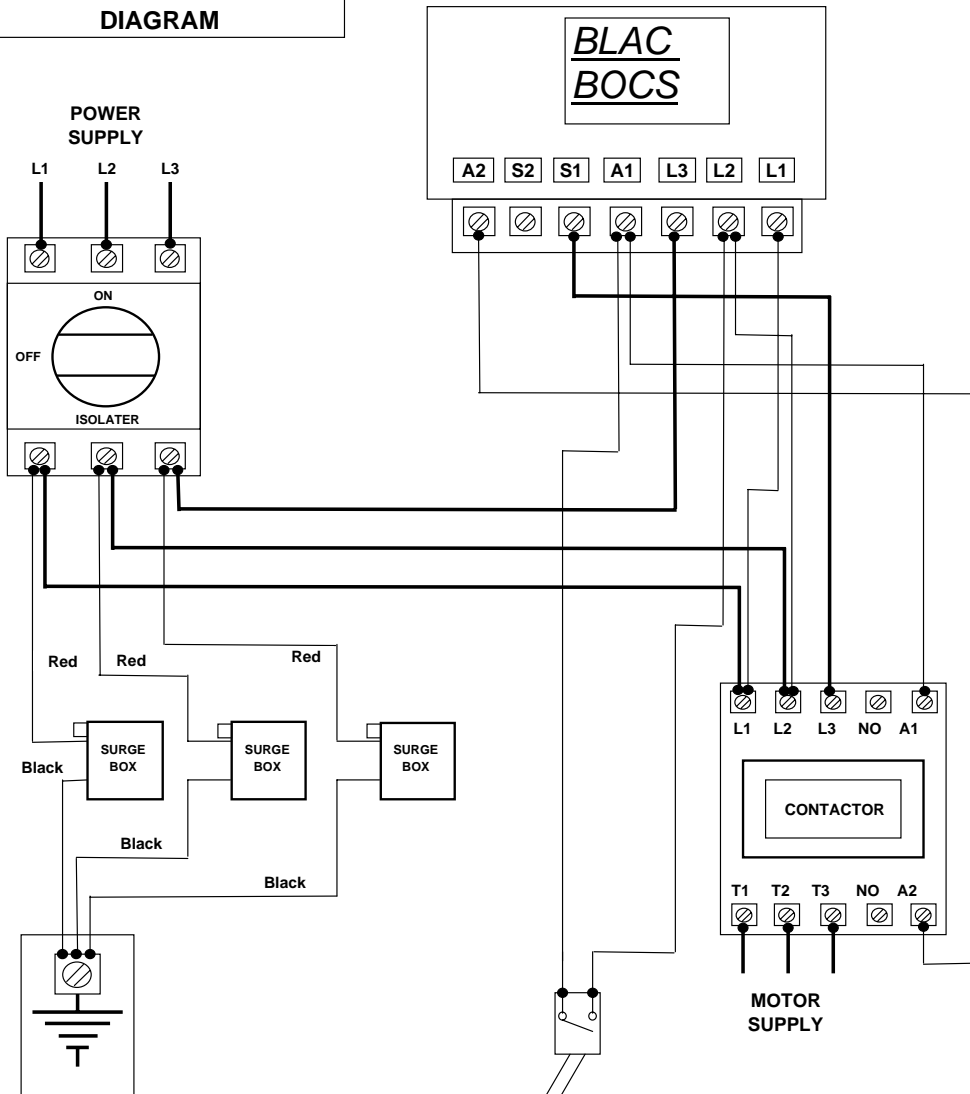 DIAGRAM
BLAC
BOCS
POWER
SUPPLY
L1 L2 L3
A2 S2 S1 A1 L3 L2 L1
ON
OFF
ISOLATER
Red Red Red
SURGE
BOX
SURGE
BOX
SURGE
BOX
Black
Black
Black
L1 L2 L3 NO A1
CONTACTOR
T1 T2 T3 NO A2
MOTOR
SUPPLY